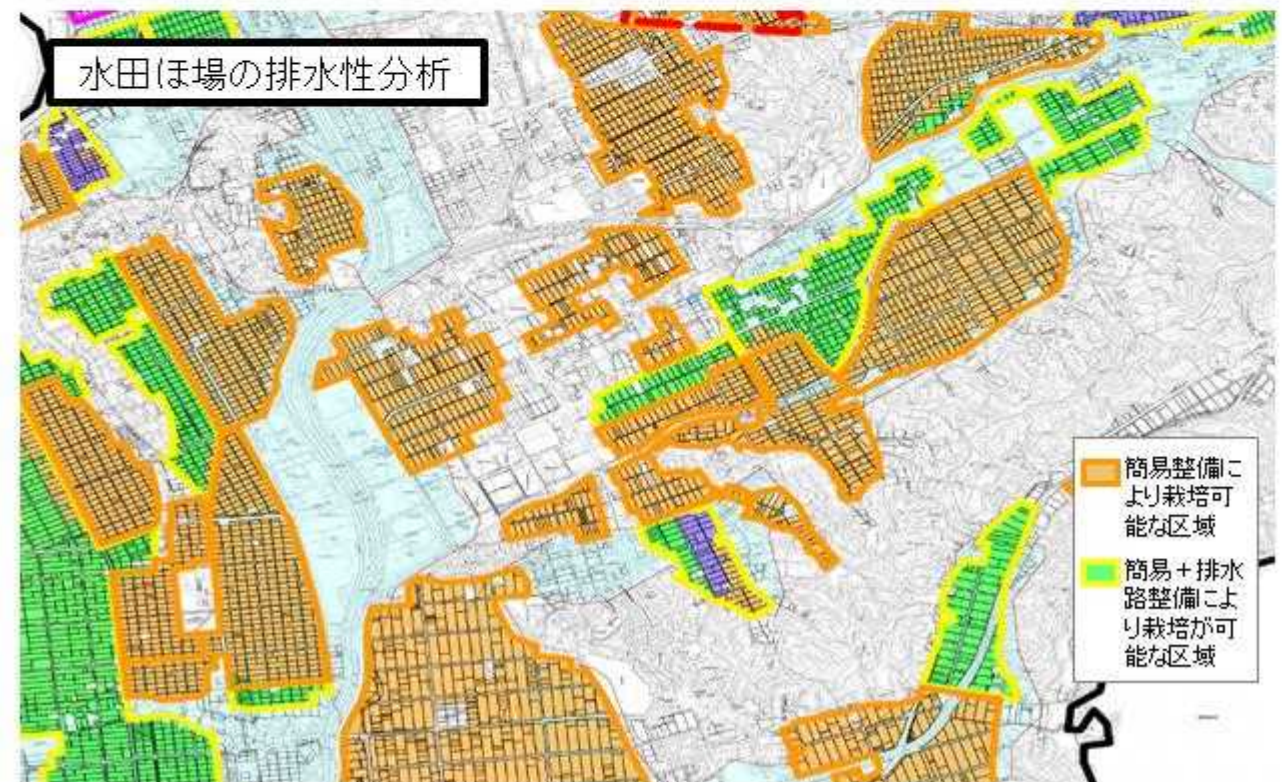 水田ほ場の排水性分析
簡易整備に
より栽培可
能な区域
簡易+排水
路整備によ
り栽培が可
能な区域